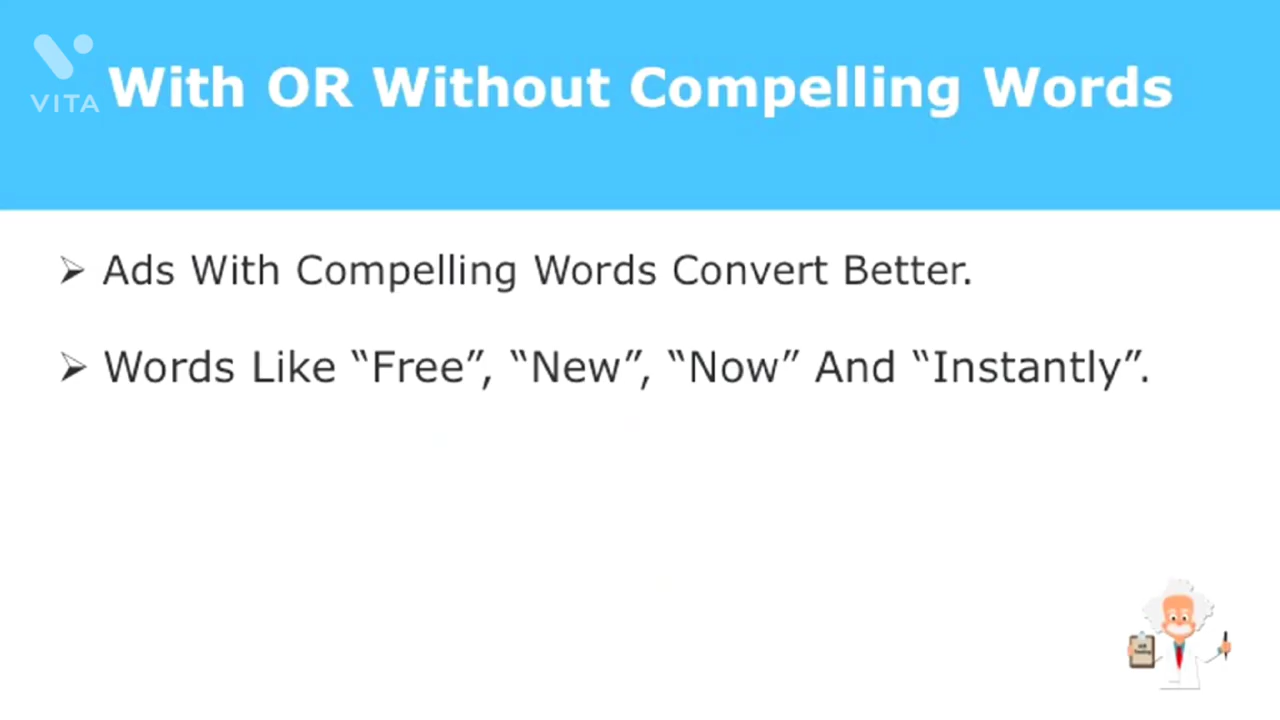 VITA
With OR Without Compelling Words
Ads With Compelling Words Convert Better.
Words Like “Free”, “New”, “Now” And “Instantly”.